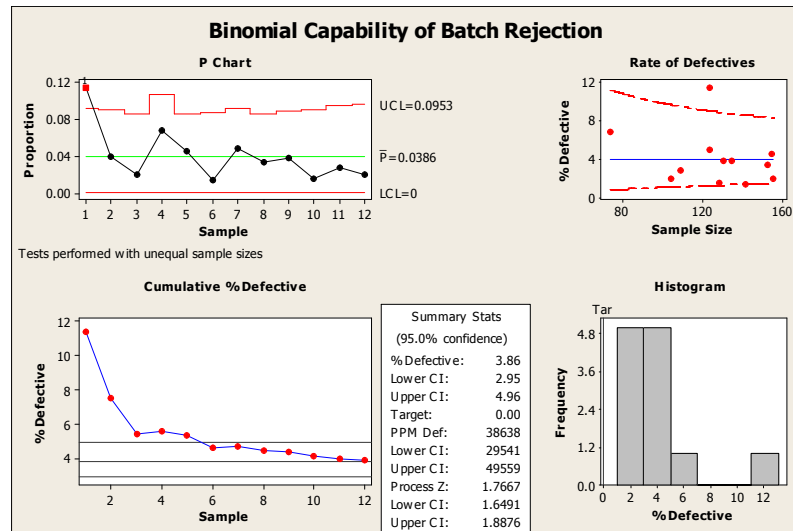 Binomial Capability of Batch Rejection
P Chart
Proportion
0.12
0.08
0.04
0.00
1
UCL=0.0953
P=0.0386
LCL=0
1 2 3 4 5 6 7 8 9 10 11 12
Sample
Tests performed with unequal sample sizes
Rate of Defectives
%Defective
12
8
4
0
80 120 160
Sample Size
Cumulative %Defective
%Defective
12
10
8
6
4
2 4 6 8 10 12
Sample
Summary Stats
(95.0% confidence)
%Defective: 3.86
Lower CI: 2.95
Upper CI: 4.96
Target: 0.00
PPM Def: 38638
Lower CI: 29541
Upper CI: 49559
Process Z: 1.7667
Lower CI: 1.6491
Upper CI: 1.8876
Histogram
Tar
Frequency
4.8
3.6
2.4
1.2
0.0
0 2 4 6 8 10 12
%Defective